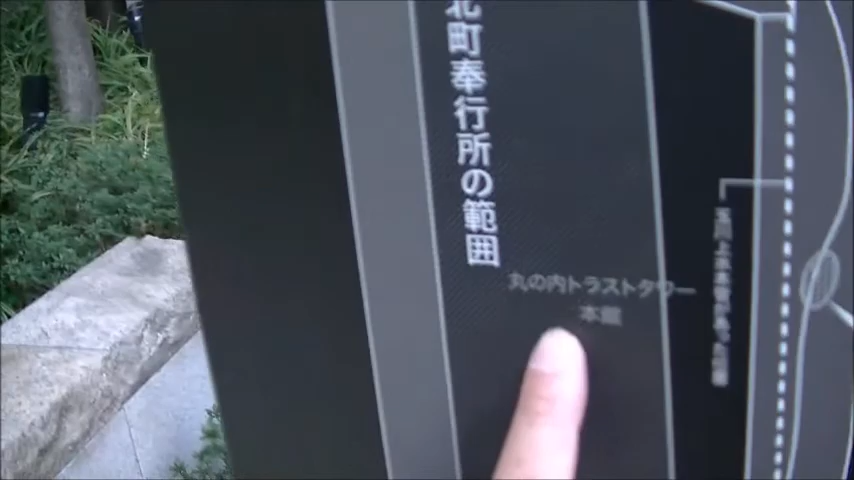 北町奉行所の範囲
丸の内トラストタワー
本館